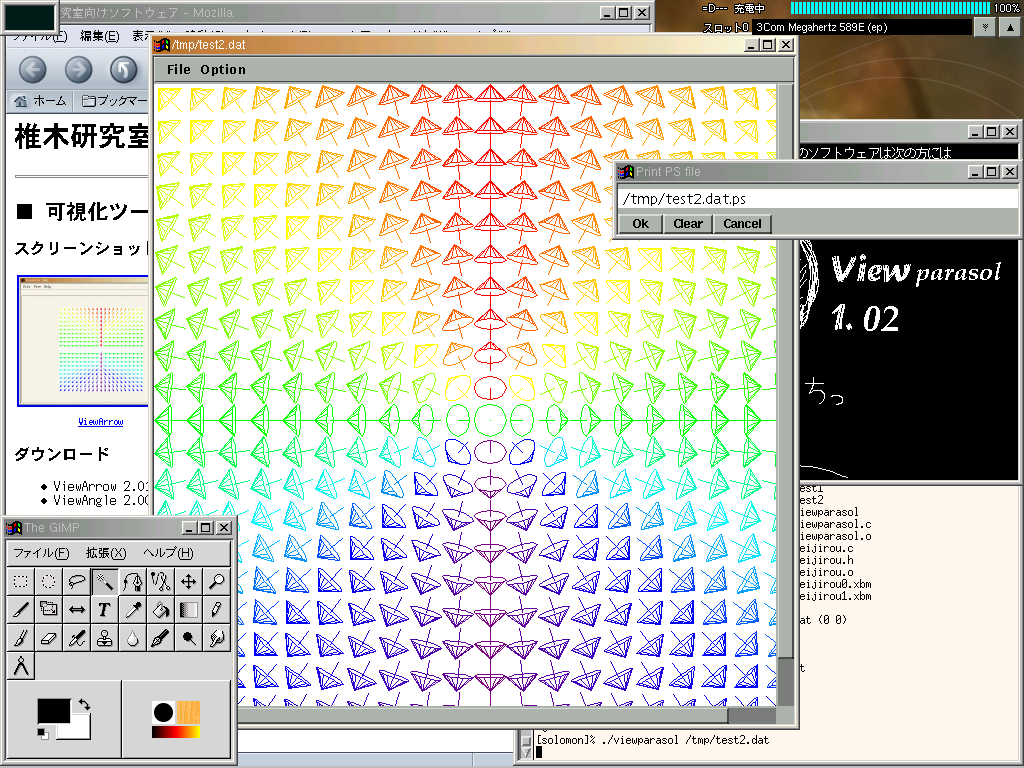 究室向けソフトウェア - Mozilla
=D--- 充電中
100%
スロット0
3Com Megahertz 589E (ep)
ファイル(F) 編集(E)
/tmp/test2.dat
File Option
ホーム
ブックマー
椎木研究室
のソフトウェアは次の方には
Print PS file
/tmp/test2.dat.ps
Ok Clear Cancel
■ 可視化ツー
スクリーンショット
View parasol
1. 02
ちっ
ViewArrow
ダウンロード
• ViewArrow 2.01
• ViewAngle 2.00
The GIMP
ファイル(F) 拡張(X) ヘルプ(H)
est1
est2
iewparasol
iewparasol.c
iewparasol.o
eijirou.c
eijirou.h
eijirou.o
eijirou0.xbm
eijirou1.xbm
at (0 0)
t
[solomon]% ./viewparasol /tmp/test2.dat